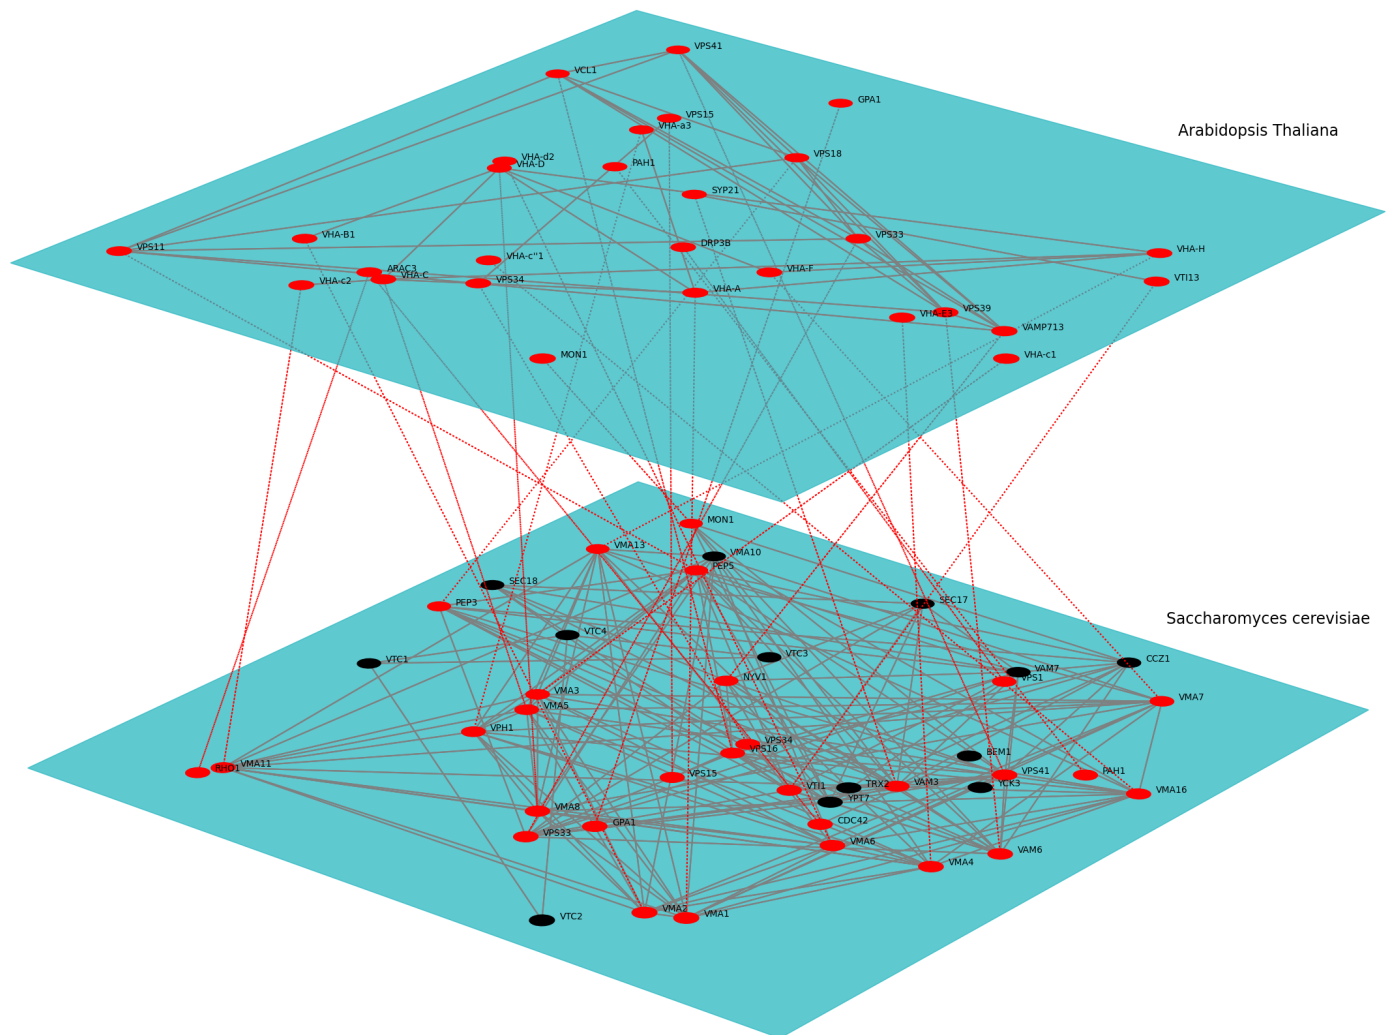 VPS41
VCL1
GPA1
VPS15
VHA-a3
Arabidopsis Thaliana
VPS18
VHA-d2
VHA-D
PAH1
SYP21
VHA-B1
VPS33
VPS11
DRP3B
VHA-H
VHA-c''1
ARAC3
VHA-F
VHA-C
VPS34
VHA-c2
VTI13
VHA-A
VPS39
VHA-E3
VAMP713
MON1
VHA-c1
MON1
VMA13
VMA10
PEP5
SEC18
SEC17
PEP3
Saccharomyces cerevisiae
VTC4
VTC3
VTC1
CCZ1
VAM7
VPS1
NYV1
VMA3
VMA7
VMA5
VPH1
VPS34
VPS16
BEM1
VMA11
RHO1
VPS15
VPS41
PAH1
VTI1
TRX2
VAM3
YCK3
VMA16
YPT7
VMA8
CDC42
GPA1
VPS33
VMA6
VAM6
VMA4
VMA2
VMA1
VTC2